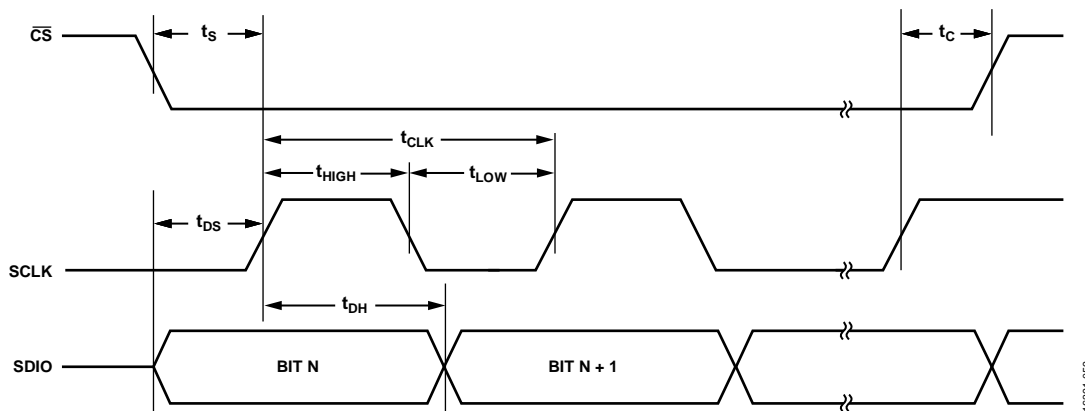 CS
tS
tC
tCLK
tHIGH
tLOW
tDS
SCLK
tDH
SDIO
BIT N
BIT N + 1